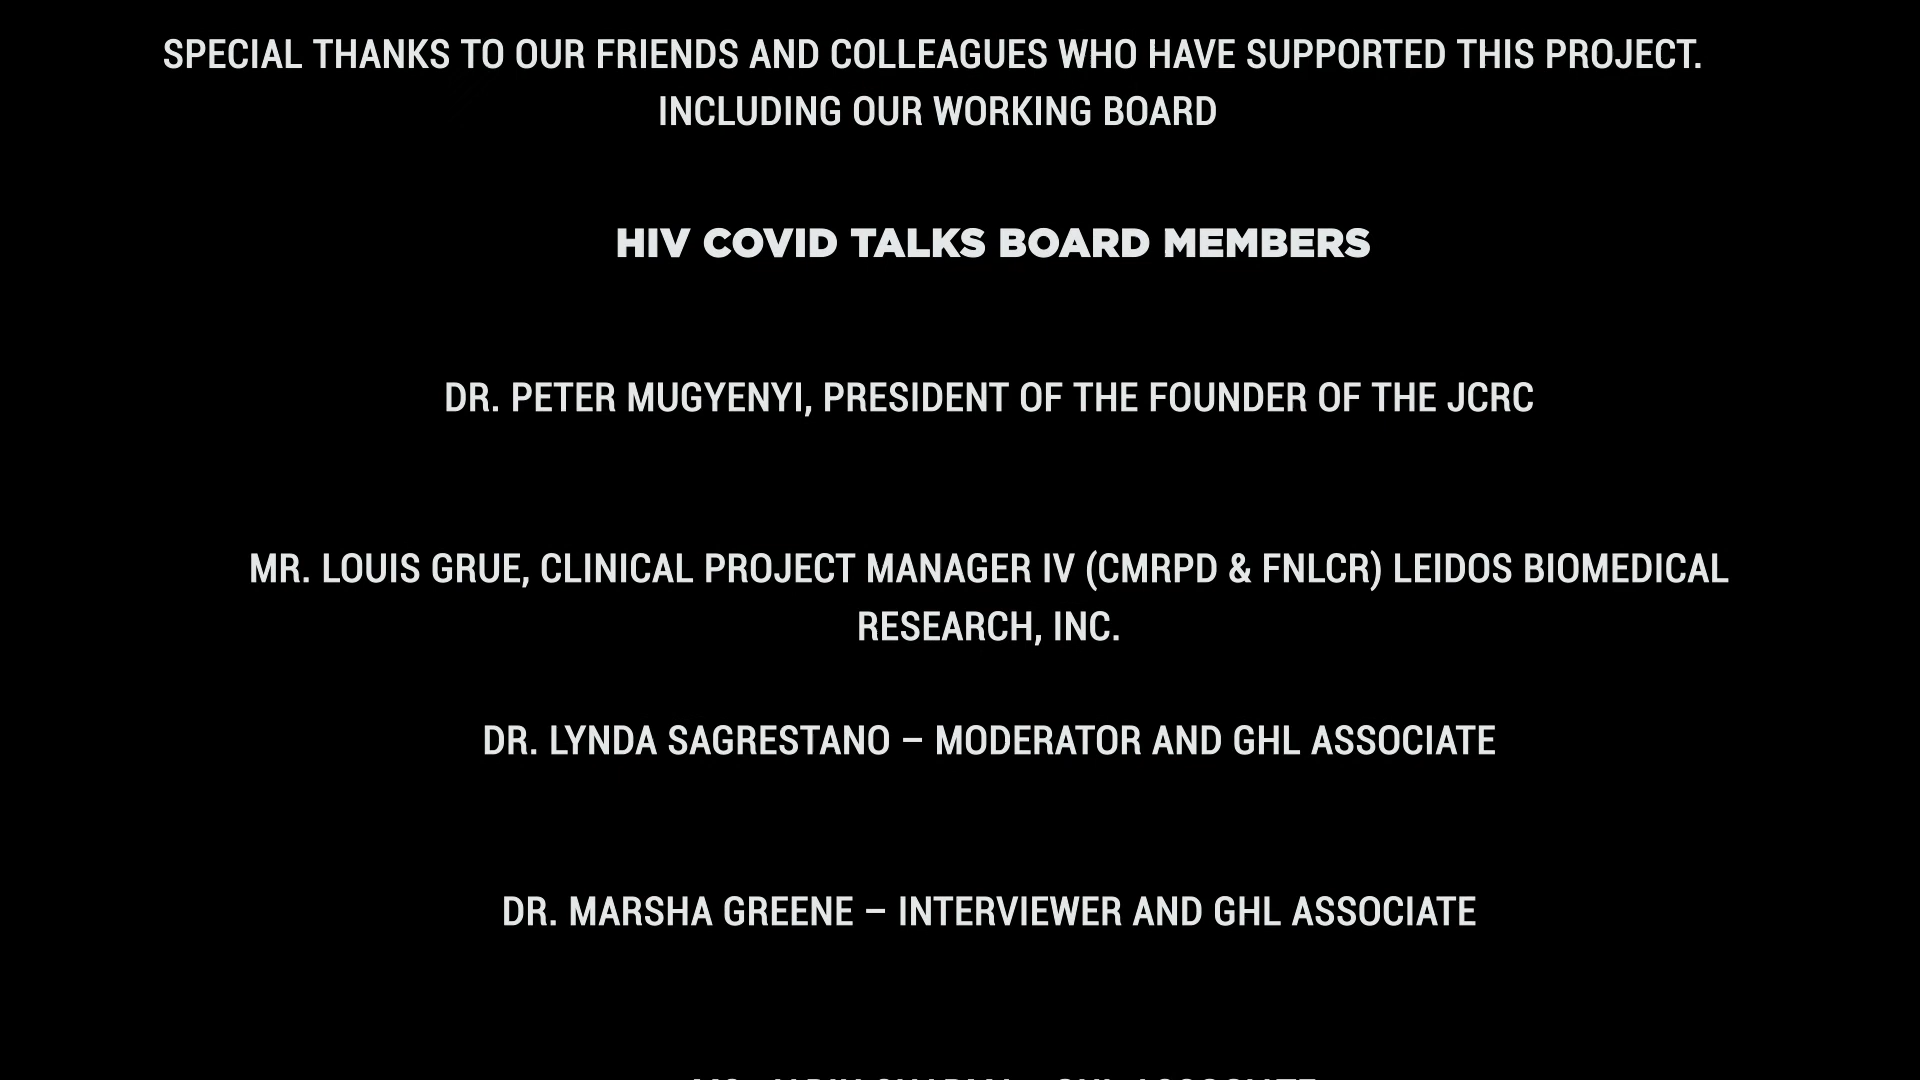 SPECIAL THANKS TO OUR FRIENDS AND COLLEAGUES WHO HAVE SUPPORTED THIS PROJECT.
INCLUDING OUR WORKING BOARD
HIV COVID TALKS BOARD MEMBERS
DR. PETER MUGYENYI, PRESIDENT OF THE FOUNDER OF THE JCRC
MR. LOUIS GRUE, CLINICAL PROJECT MANAGER IV (CMRPD & FNLCR) LEIDOS BIOMEDICAL
RESEARCH, INC.
DR. LYNDA SAGRESTANO – MODERATOR AND GHL ASSOCIATE
DR. MARSHA GREENE – INTERVIEWER AND GHL ASSOCIATE